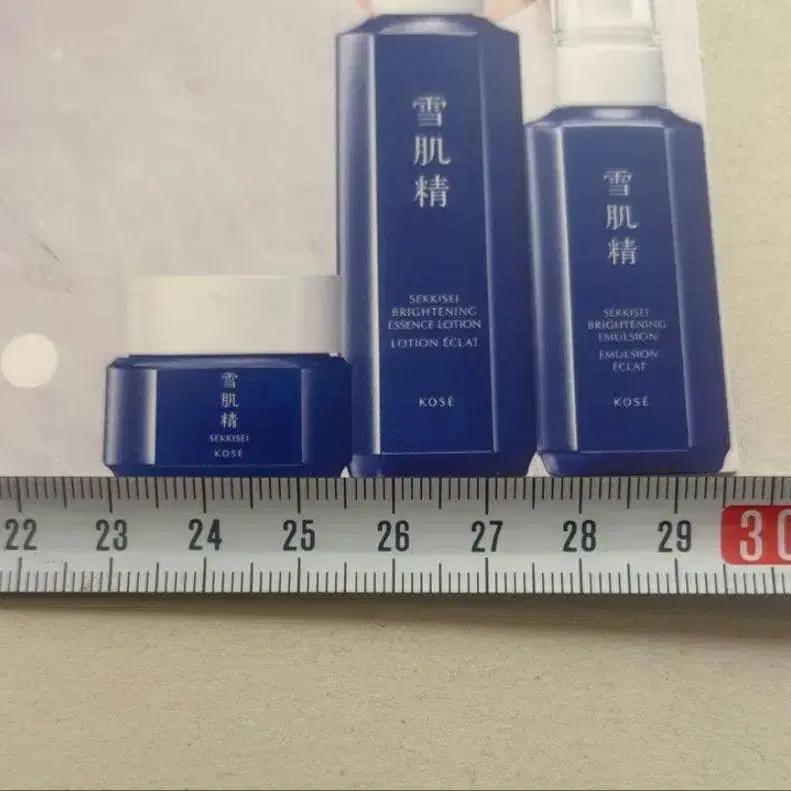 雪
肌
精
SEKKISEI
KOSÉ
雪
肌
精
SEKKISEI
BRIGHTENING
ESSENCE LOTION
LOTION ÉCLAT
KOSÉ
雪
肌
精
SEKKISEI
BRIGHTENING
EMULSION
ÉMULSION
ÉCLAT
KOSÉ
22 23 24 25 26 27 28 29 30